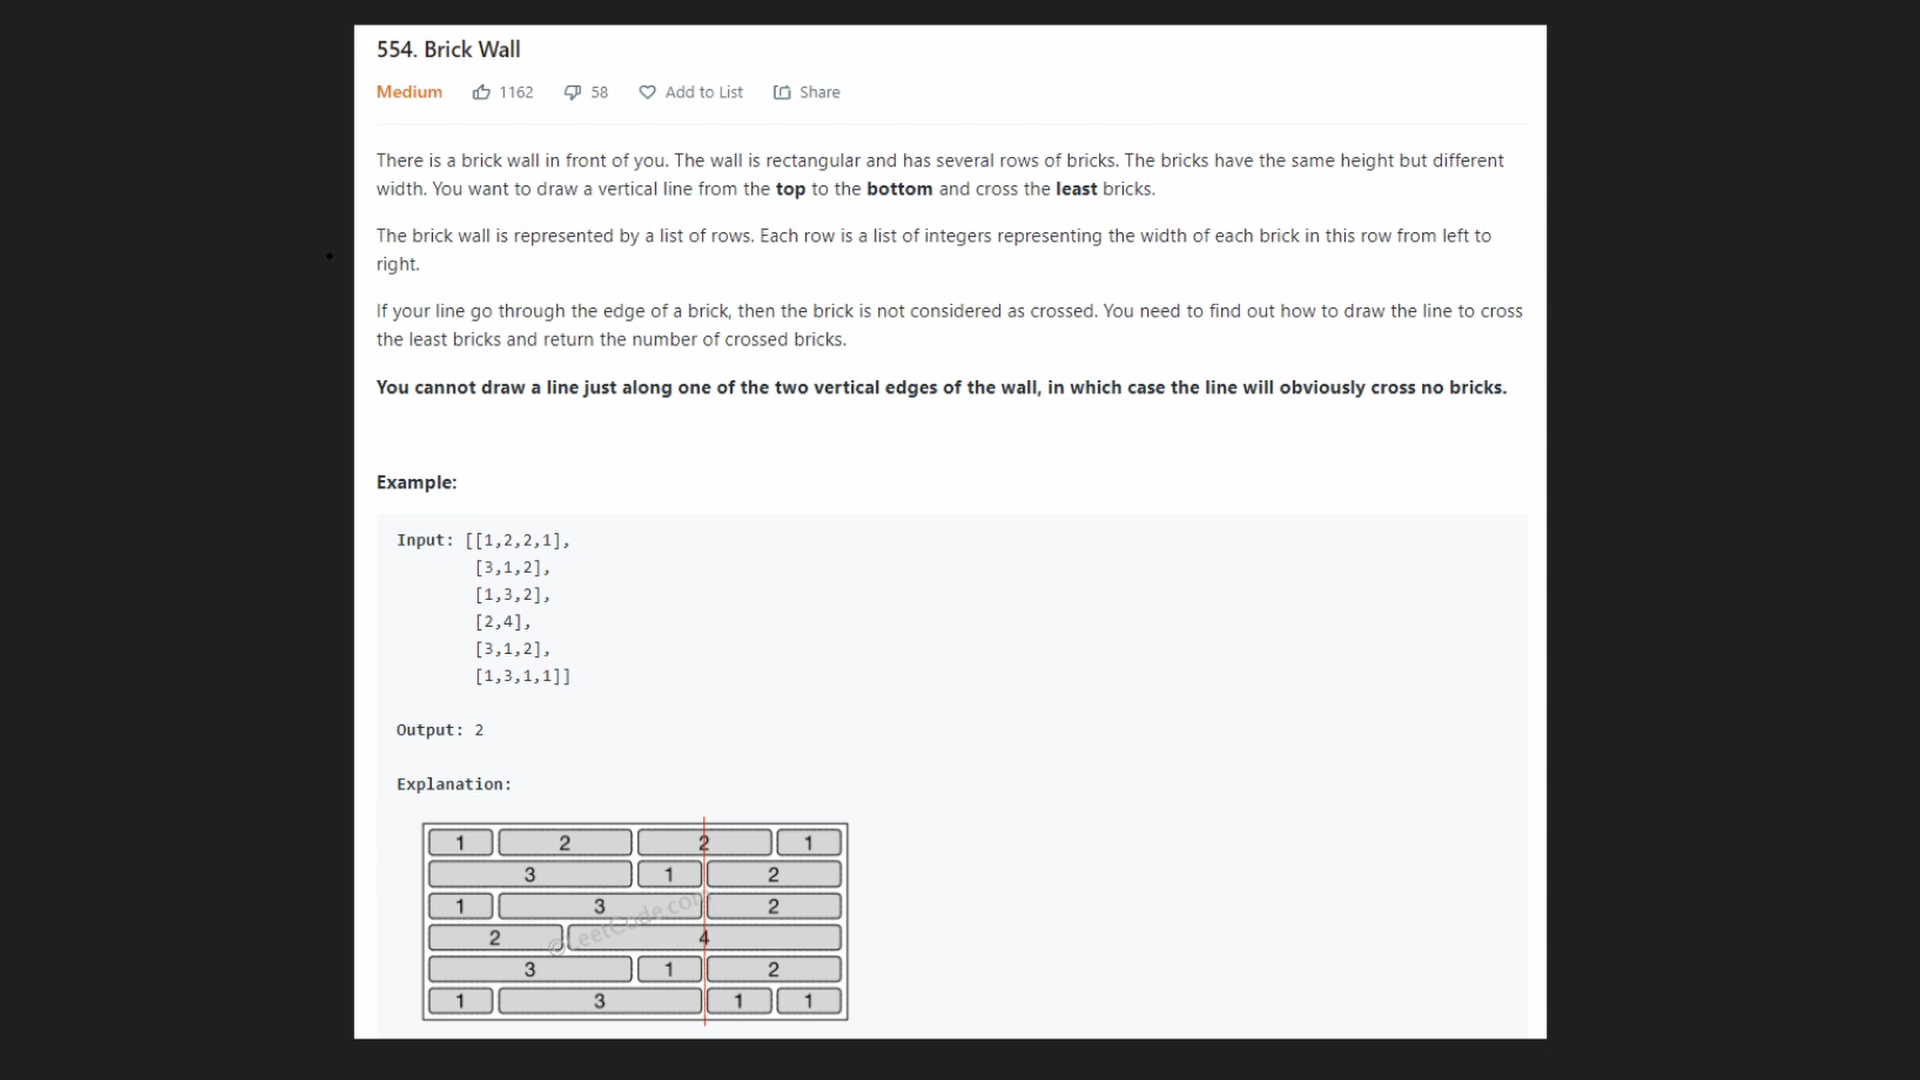 554. Brick Wall
Medium 1162 58 Add to List Share
There is a brick wall in front of you. The wall is rectangular and has several rows of bricks. The bricks have the same height but different
width. You want to draw a vertical line from the top to the bottom and cross the least bricks.
The brick wall is represented by a list of rows. Each row is a list of integers representing the width of each brick in this row from left to
right.
If your line go through the edge of a brick, then the brick is not considered as crossed. You need to find out how to draw the line to cross
the least bricks and return the number of crossed bricks.
You cannot draw a line just along one of the two vertical edges of the wall, in which case the line will obviously cross no bricks.
Example:
Input: [[1,2,2,1],
[3,1,2],
[1,3,2],
[2,4],
[3,1,2],
[1,3,1,1]]
Output: 2
Explanation:
1 2 2 1
3 1 2
1 3 2
2 4
3 1 2
1 3 1 1
©LeetCode.com